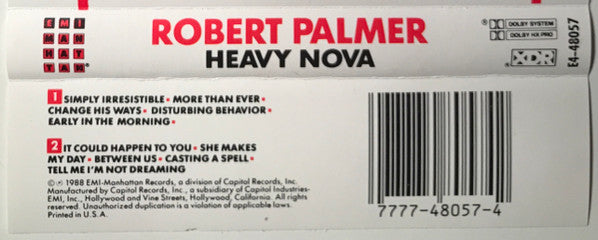 EMI
MAN
HAT
TAN®
ROBERT PALMER
HEAVY NOVA
® DOLBY SYSTEM
DOLBY HX PRO
XDR
E4-48057
1 SIMPLY IRRESISTIBLE • MORE THAN EVER •
CHANGE HIS WAYS • DISTURBING BEHAVIOR •
EARLY IN THE MORNING •
2 IT COULD HAPPEN TO YOU • SHE MAKES
MY DAY • BETWEEN US • CASTING A SPELL •
TELL ME I'M NOT DREAMING
© ℗ 1988 EMI-Manhattan Records, a division of Capitol Records, Inc.
Manufactured by Capitol Records, Inc., a subsidiary of Capitol Industries-
EMI, Inc., Hollywood and Vine Streets, Hollywood, California. All rights
reserved. Unauthorized duplication is a violation of applicable laws.
Printed in U.S.A.
7777-48057-4